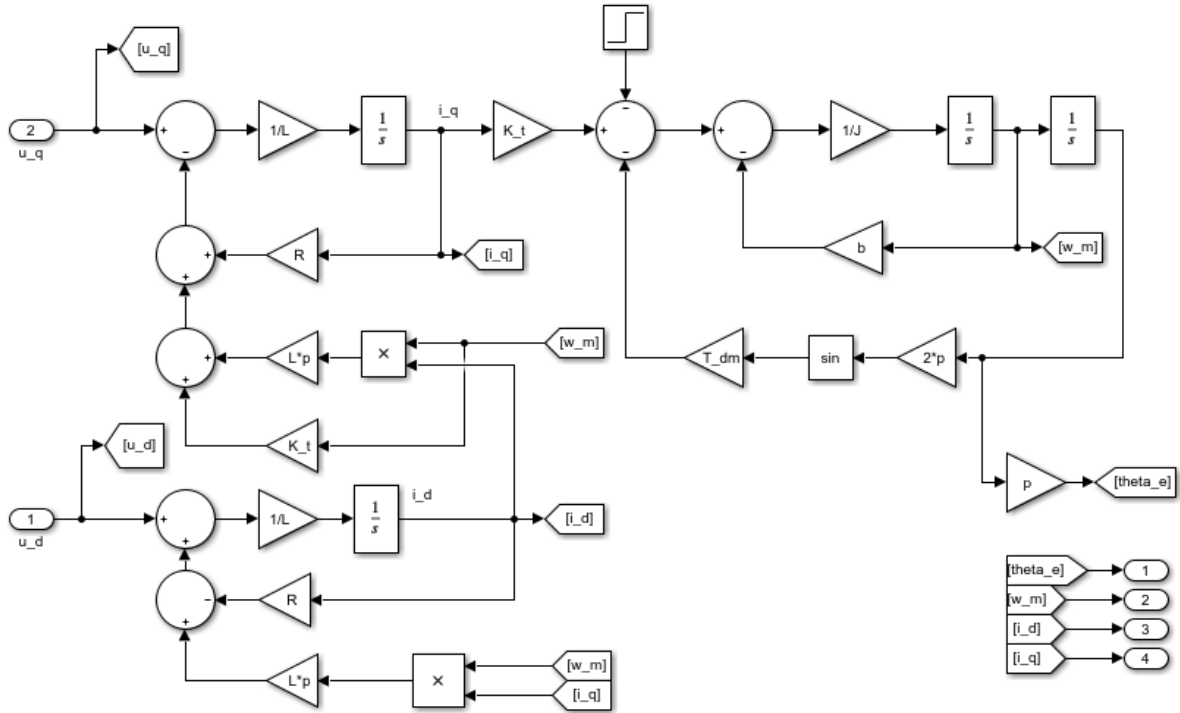 [u_q]
2
u_q
+
−
1/L
1
s
i_q
K_t
−
+
−
+
−
1/J
1
s
1
s
+
+
R
[i_q]
b
[w_m]
+
+
L*p
×
[w_m]
T_dm
sin
2*p
K_t
[u_d]
p
[theta_e]
1
u_d
+
+
1/L
1
s
i_d
[i_d]
−
+
R
L*p
×
[w_m]
[i_q]
[theta_e]
1
[w_m]
2
[i_d]
3
[i_q]
4